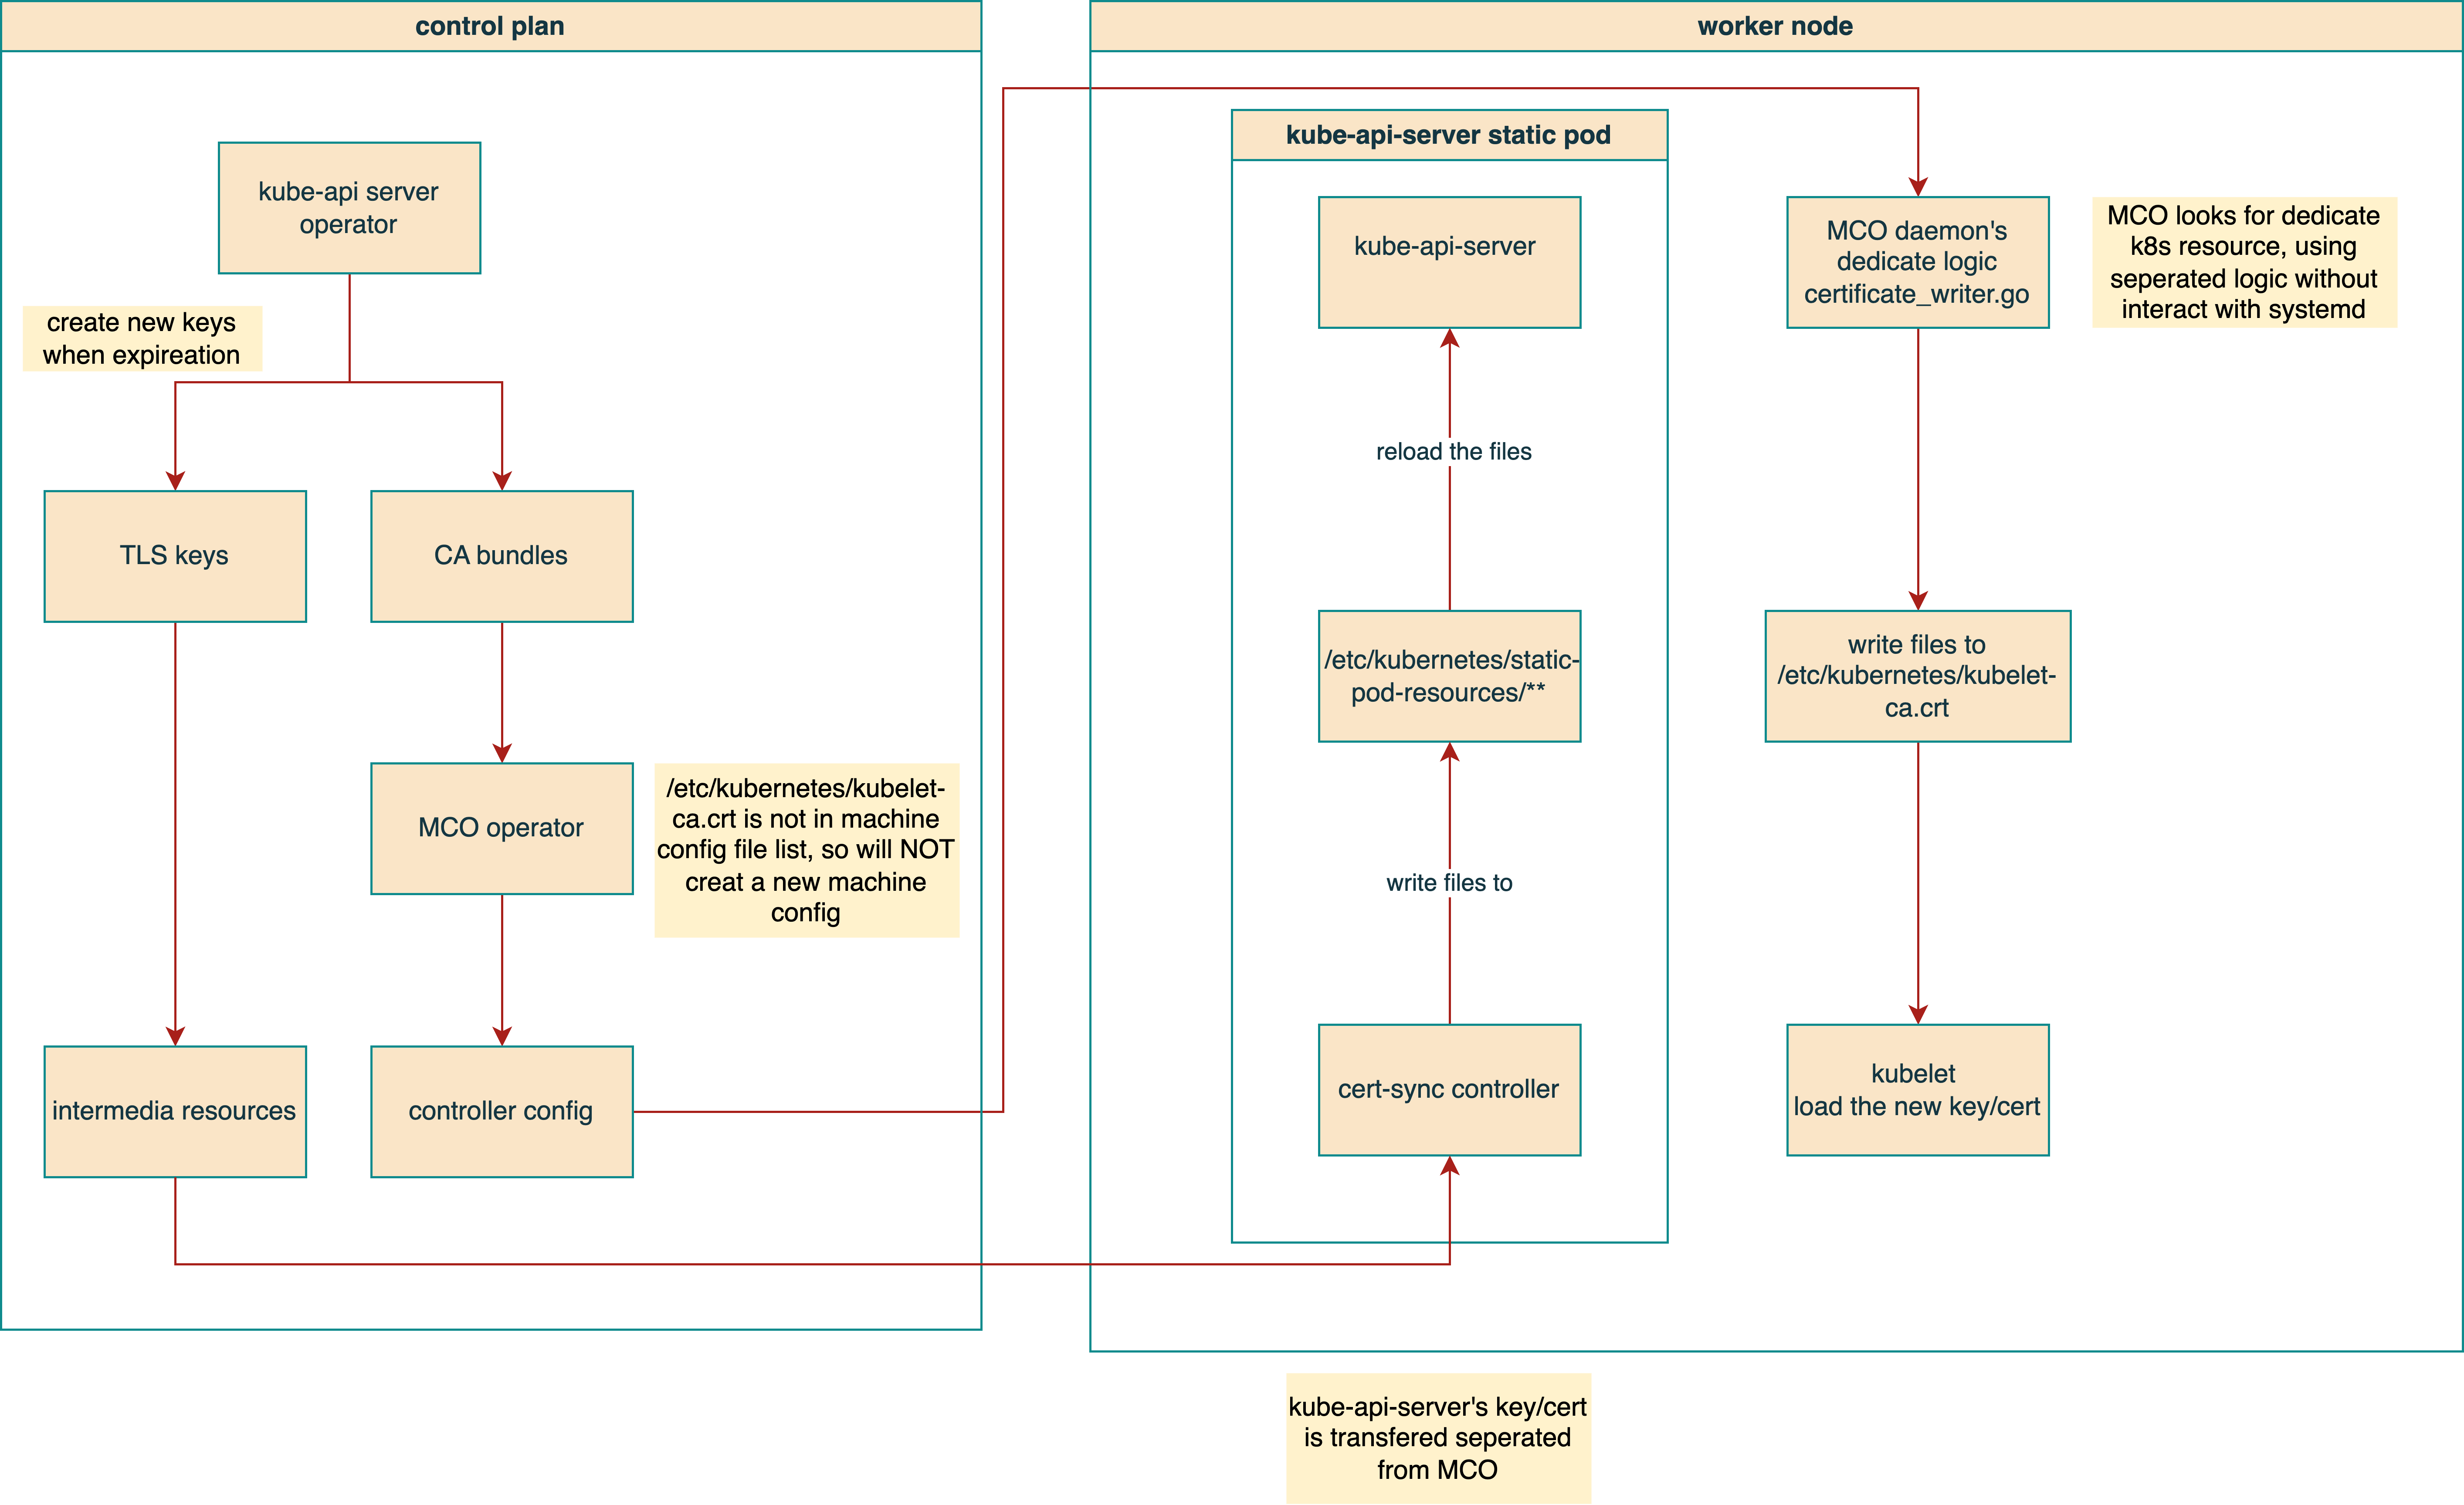 control plan
kube-api server
operator
create new keys
when expireation
TLS keys
CA bundles
MCO operator
/etc/kubernetes/kubelet-
ca.crt is not in machine
config file list, so will NOT
creat a new machine
config
intermedia resources
controller config
worker node
kube-api-server static pod
kube-api-server
reload the files
/etc/kubernetes/static-
pod-resources/**
write files to
cert-sync controller
MCO daemon's
dedicate logic
certificate_writer.go
MCO looks for dedicate
k8s resource, using
seperated logic without
interact with systemd
write files to
/etc/kubernetes/kubelet-
ca.crt
kubelet
load the new key/cert
kube-api-server's key/cert
is transfered seperated
from MCO